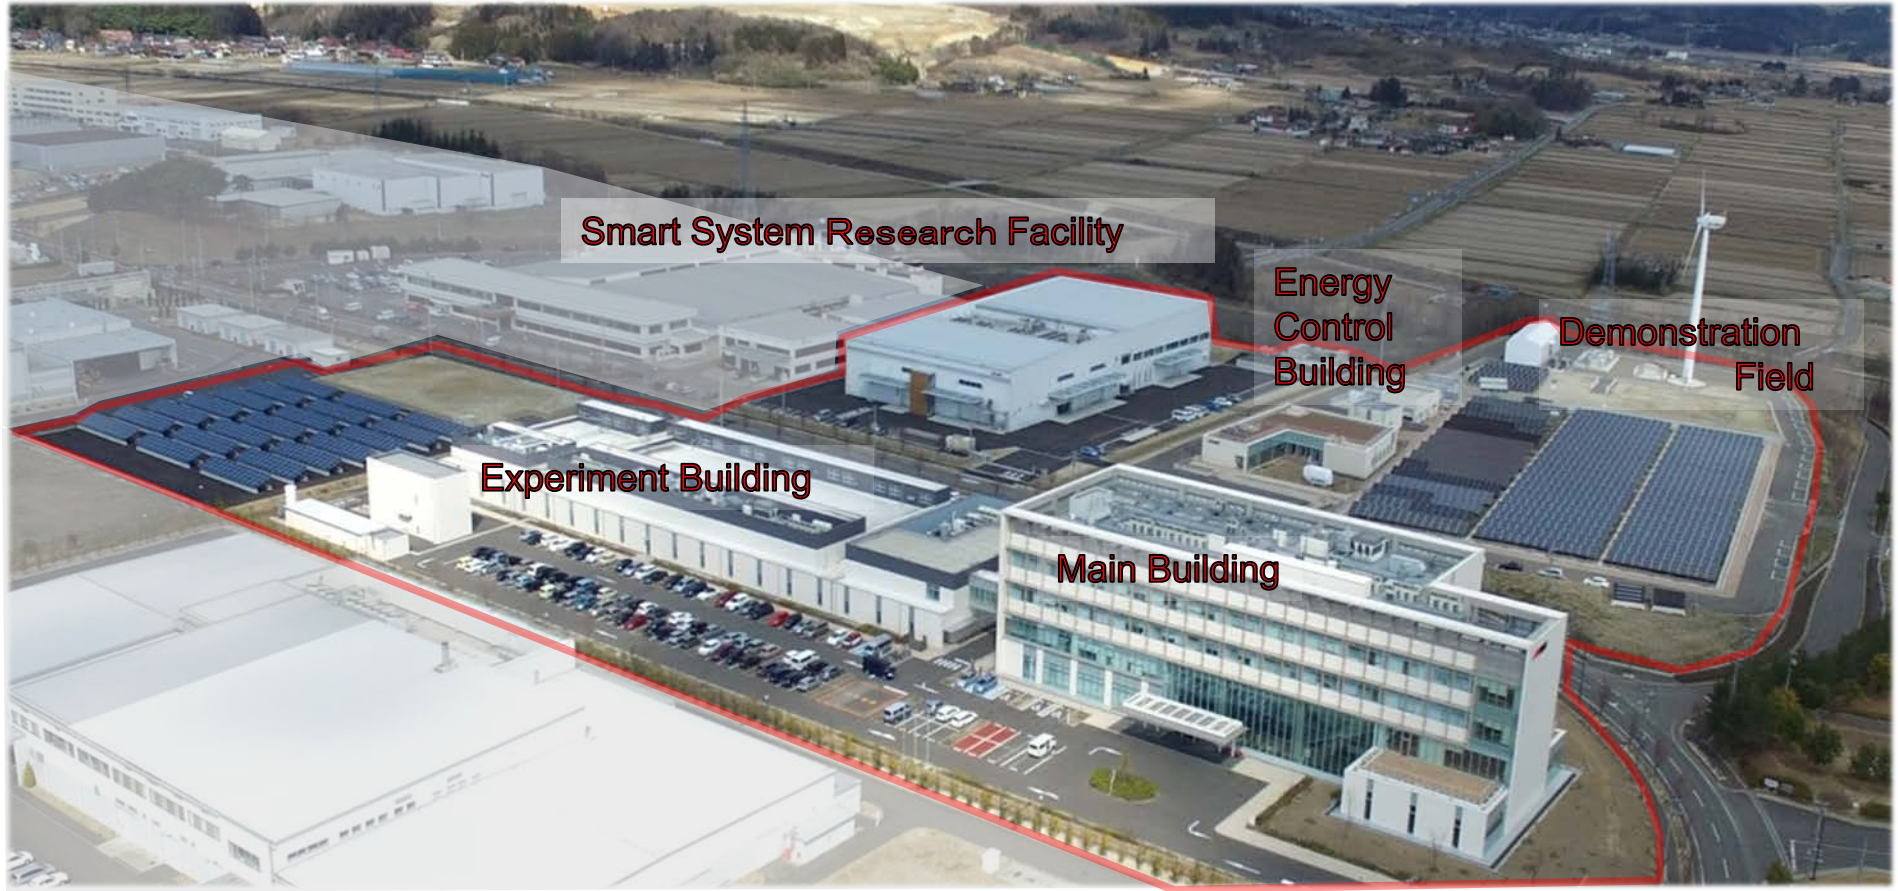 Smart System Research Facility
Energy
Control
Building
Demonstration
Field
Experiment Building
Main Building